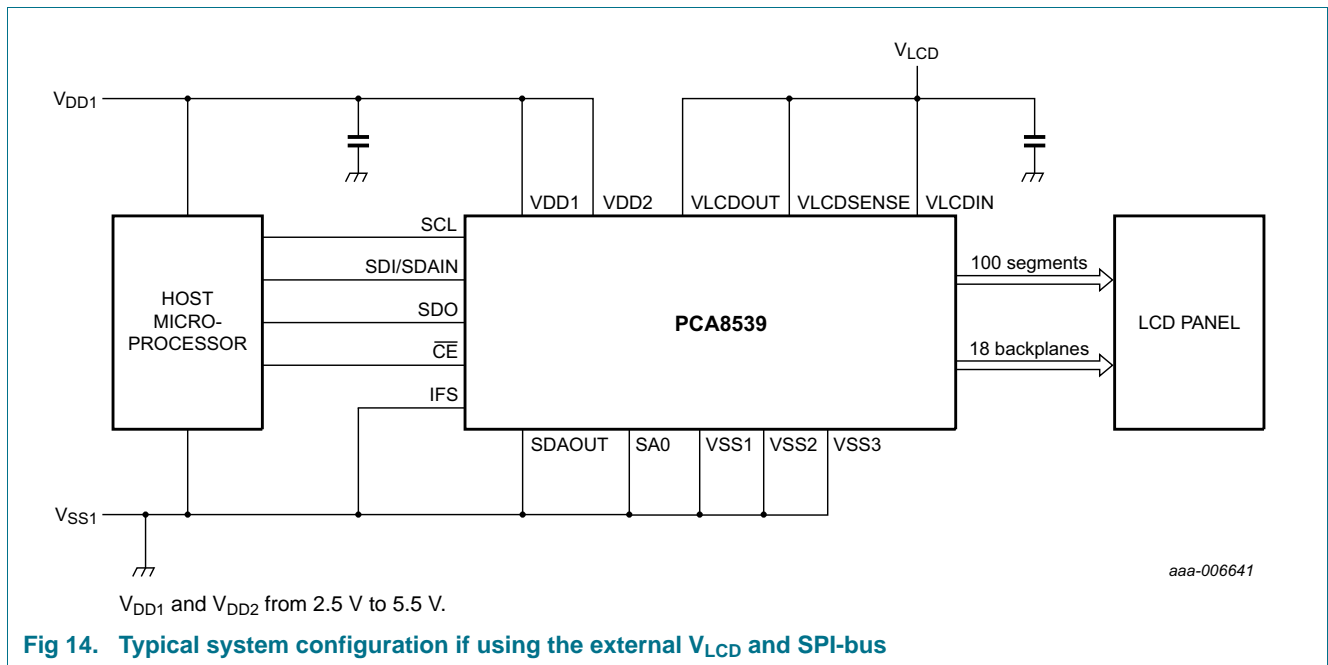 VLCD
VDD1
VDD1 VDD2 VLCDOUT VLCDSENSE VLCDIN
SCL
SDI/SDAIN
SDO
CE
IFS
HOST
MICRO-
PROCESSOR
PCA8539
100 segments
18 backplanes
LCD PANEL
SDAOUT SA0 VSS1 VSS2 VSS3
VSS1
aaa-006641
VDD1 and VDD2 from 2.5 V to 5.5 V.
Fig 14. Typical system configuration if using the external VLCD and SPI-bus